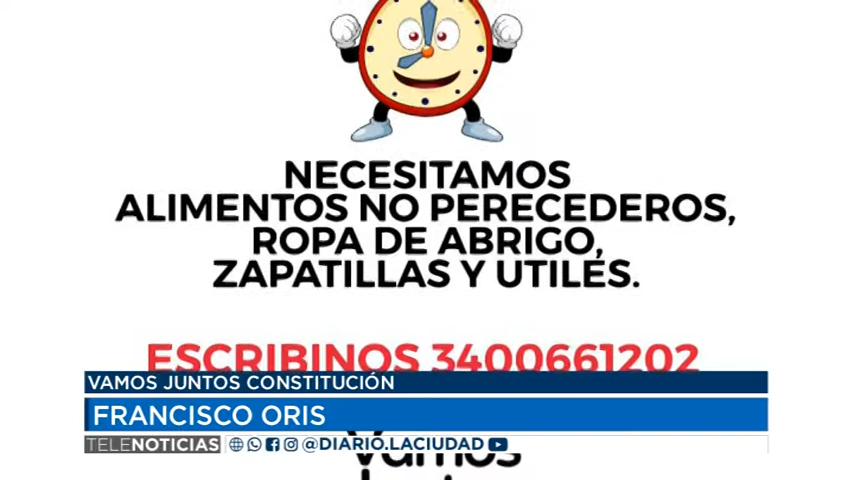 NECESITAMOS
ALIMENTOS NO PERECEDEROS,
ROPA DE ABRIGO,
ZAPATILLAS Y UTILES.
ESCRIBINOS 3400661202
VAMOS JUNTOS CONSTITUCIÓN
FRANCISCO ORIS
TELENOTICIAS @DIARIO.LACIUDAD
Vamos